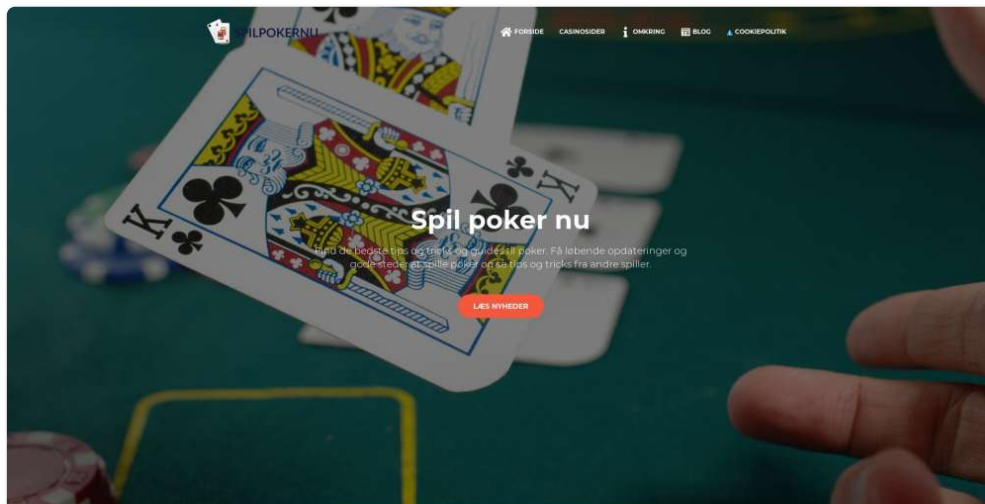 SPILPOKERNU
FORSIDE
CASINOSIDER
OMKRING
BLOG
COOKIEPOLITIK
K
K
K
Spil poker nu
Find de bedste tips og tricks og guides til poker. Få løbende opdateringer og
gode steder at spille poker og se tips og tricks fra andre spiller.
LÆS NYHEDER